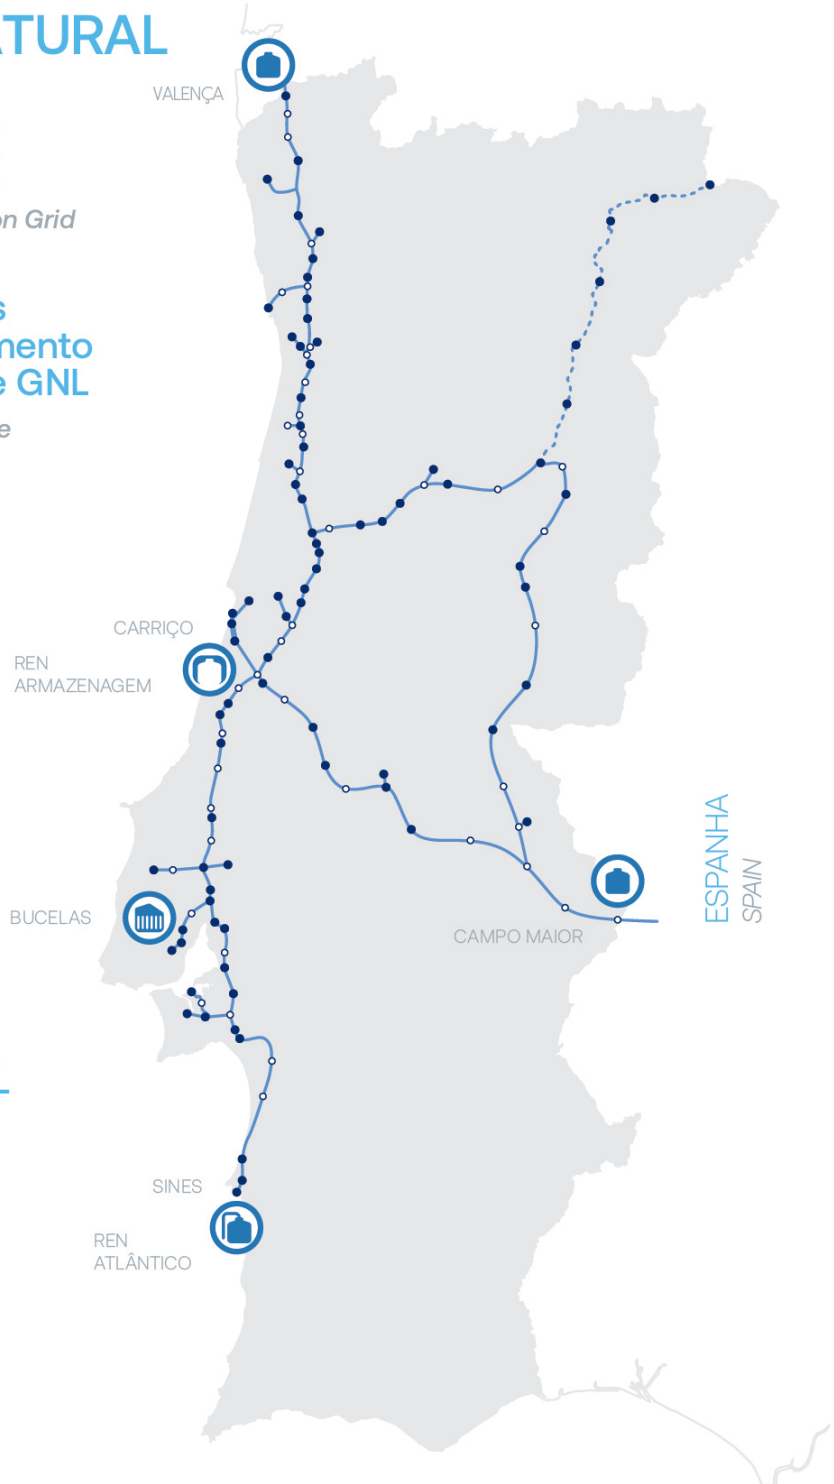 ATURAL
on Grid
s
mento
e GNL
e
VALENÇA
CARRIÇO
REN
ARMAZENAGEM
ESPANHA
SPAIN
BUCELAS
CAMPO MAIOR
SINES
REN
ATLÂNTICO